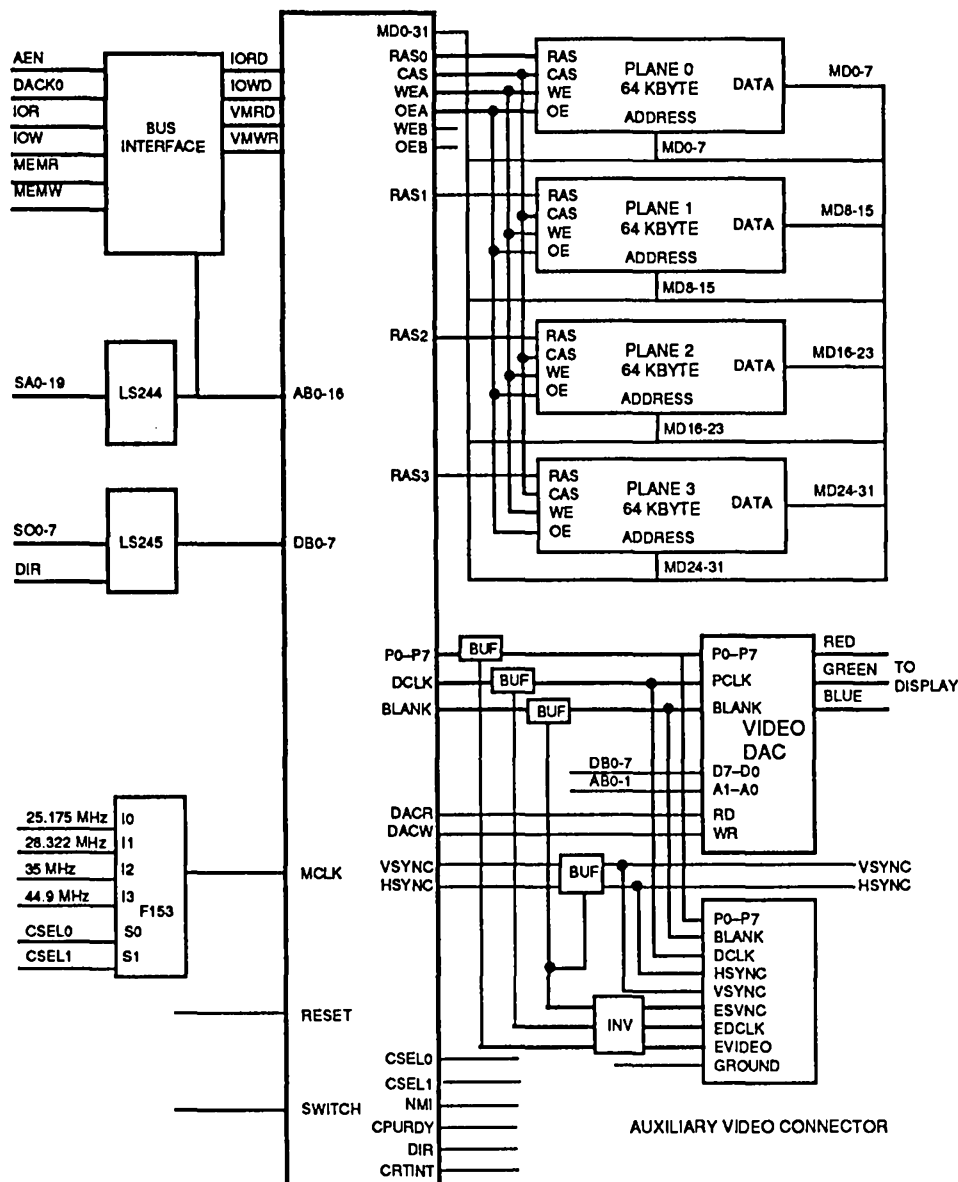 AEN
DACK0
IOR
IOW
MEMR
MEMW
BUS
INTERFACE
IORD
IOWD
VMRD
VMWR
SA0-19
LS244
AB0-16
SO0-7
DIR
LS245
DB0-7
25.175 MHz
28.322 MHz
35 MHz
44.9 MHz
CSEL0
CSEL1
I0
I1
I2
I3
F153
S0
S1
MCLK
RESET
SWITCH
MD0-31
RAS0
CAS
WEA
OEA
WEB
OEB
RAS1
RAS2
RAS3
RAS
CAS
WE
OE
PLANE 0
64 KBYTE
DATA
ADDRESS
MD0-7
MD0-7
RAS
CAS
WE
OE
PLANE 1
64 KBYTE
DATA
ADDRESS
MD8-15
MD8-15
RAS
CAS
WE
OE
PLANE 2
64 KBYTE
DATA
ADDRESS
MD16-23
MD16-23
RAS
CAS
WE
OE
PLANE 3
64 KBYTE
DATA
ADDRESS
MD24-31
MD24-31
P0–P7
DCLK
BLANK
BUF
BUF
BUF
P0–P7
PCLK
BLANK
VIDEO
DAC
D7–D0
A1–A0
RD
WR
RED
GREEN
BLUE
TO
DISPLAY
DB0-7
AB0-1
DACR
DACW
VSYNC
HSYNC
BUF
VSYNC
HSYNC
P0–P7
BLANK
DCLK
HSYNC
VSYNC
ESVNC
EDCLK
EVIDEO
GROUND
INV
CSEL0
CSEL1
NMI
CPURDY
DIR
CRTINT
AUXILIARY VIDEO CONNECTOR